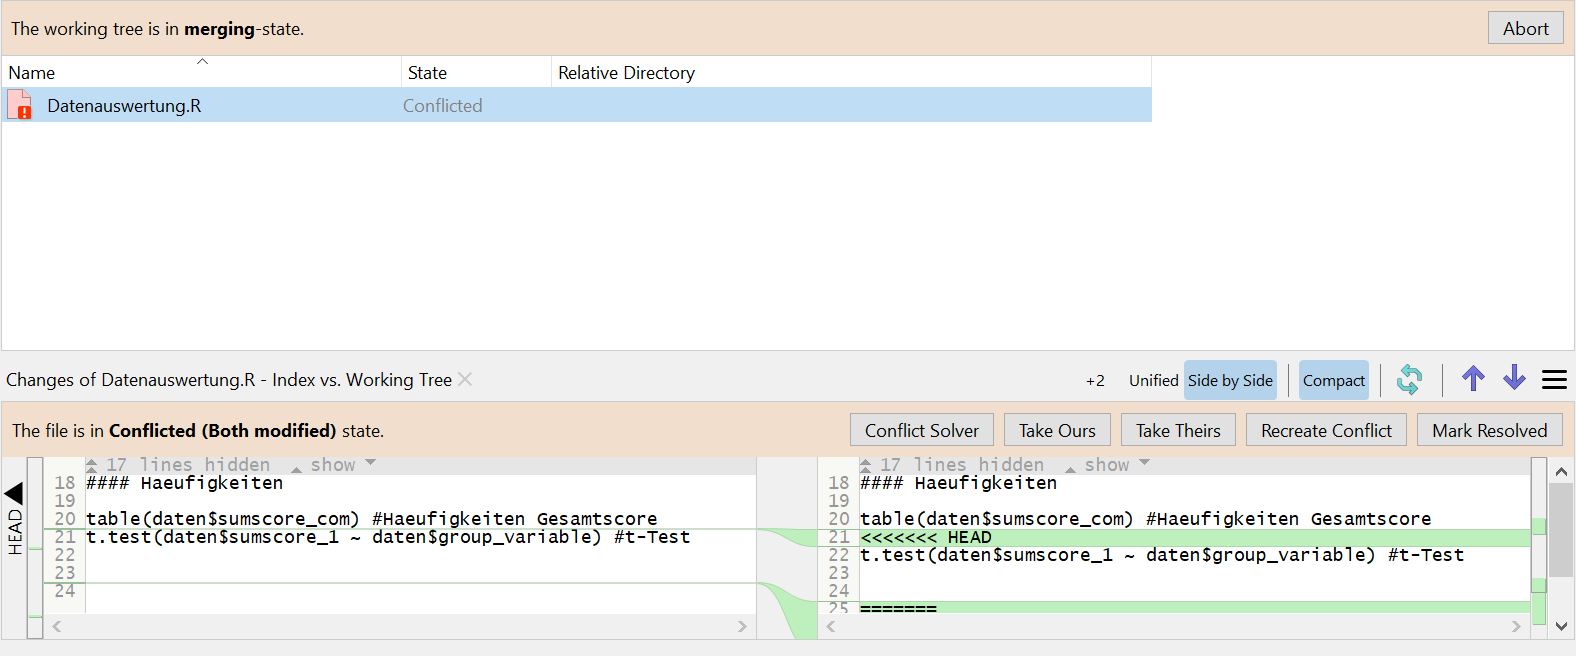 The working tree is in merging-state.
Abort
Name State Relative Directory
Datenauswertung.R Conflicted
Changes of Datenauswertung.R - Index vs. Working Tree
+2 Unified Side by Side Compact
The file is in Conflicted (Both modified) state.
Conflict Solver Take Ours Take Theirs Recreate Conflict Mark Resolved
HEAD
17 lines hidden show
18 #### Haeufigkeiten
19
20 table(daten$sumscore_com) #Haeufigkeiten Gesamtscore
21 t.test(daten$sumscore_1 ~ daten$group_variable) #t-Test
22
23
24
17 lines hidden show
18 #### Haeufigkeiten
19
20 table(daten$sumscore_com) #Haeufigkeiten Gesamtscore
21 <<<<<<< HEAD
22 t.test(daten$sumscore_1 ~ daten$group_variable) #t-Test
23
24
25 =======